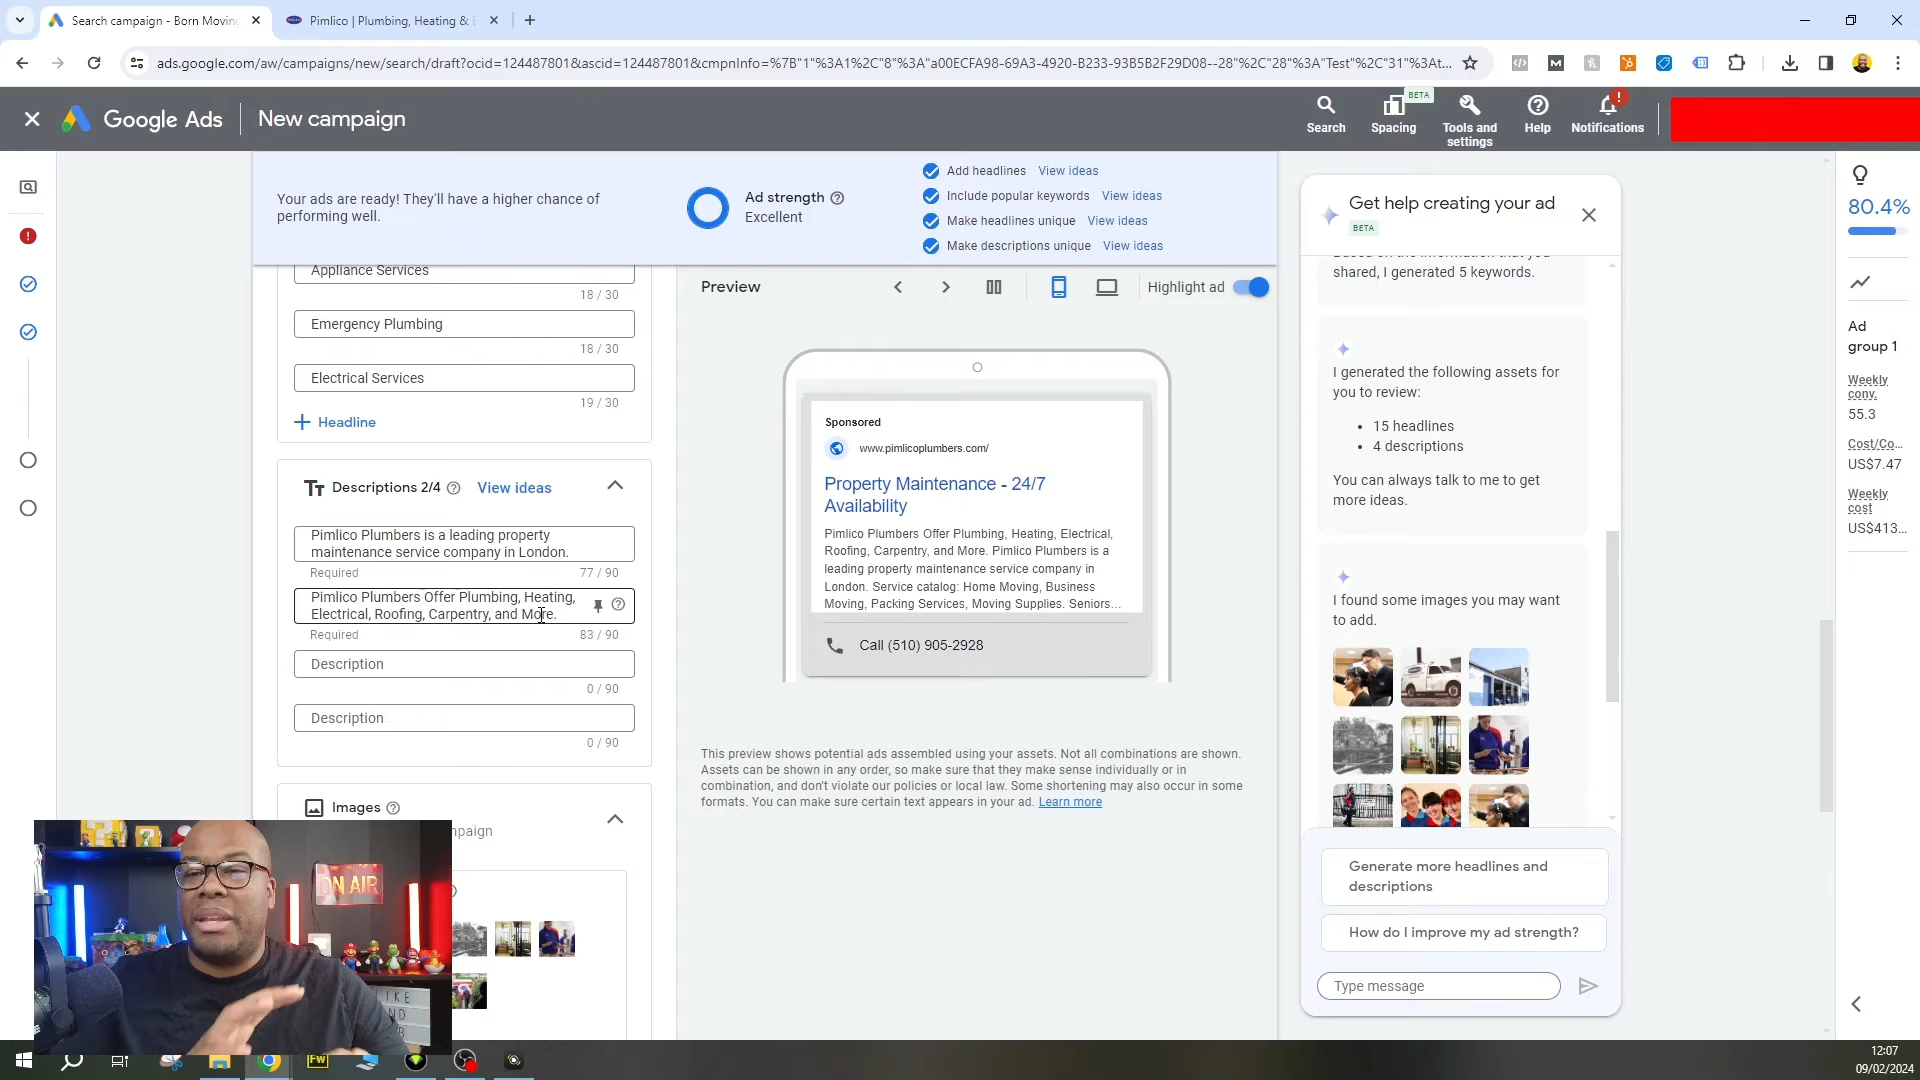 Search campaign - Born Moving
Pimlico | Plumbing, Heating &
ads.google.com/aw/campaigns/new/search/draft?ocid=124487801&ascid=124487801&cmpnInfo=%7B"1"%3A1%2C"8"%3A"a00ECFA98-69A3-4920-B233-93B5B2F29D08--28"%2C"28"%3A"Test"%2C"31"%3At...
Google Ads
New campaign
Search
BETA
Spacing
Tools and
settings
Help
Notifications
Your ads are ready! They'll have a higher chance of
performing well.
Ad strength
Excellent
Add headlines View ideas
Include popular keywords View ideas
Make headlines unique View ideas
Make descriptions unique View ideas
Appliance Services
18 / 30
Emergency Plumbing
18 / 30
Electrical Services
19 / 30
+ Headline
Tт Descriptions 2/4 View ideas
Pimlico Plumbers is a leading property
maintenance service company in London.
Required 77 / 90
Pimlico Plumbers Offer Plumbing, Heating,
Electrical, Roofing, Carpentry, and More.
Required 83 / 90
Description
0 / 90
Description
0 / 90
Images
mpaign
ON AIR
Preview
Highlight ad
Sponsored
www.pimlicoplumbers.com/
Property Maintenance - 24/7
Availability
Pimlico Plumbers Offer Plumbing, Heating, Electrical,
Roofing, Carpentry, and More. Pimlico Plumbers is a
leading property maintenance service company in
London. Service catalog: Home Moving, Business
Moving, Packing Services, Moving Supplies. Seniors...
Call (510) 905-2928
This preview shows potential ads assembled using your assets. Not all combinations are shown.
Assets can be shown in any order, so make sure that they make sense individually or in
combination, and don't violate our policies or local law. Some shortening may also occur in some
formats. You can make sure certain text appears in your ad. Learn more
Get help creating your ad
BETA
Based on the information that you
shared, I generated 5 keywords.
I generated the following assets for
you to review:
• 15 headlines
• 4 descriptions
You can always talk to me to get
more ideas.
I found some images you may want
to add.
Generate more headlines and
descriptions
How do I improve my ad strength?
Type message
80.4%
Ad
group 1
Weekly
conv.
55.3
Cost/Co...
US$7.47
Weekly
cost
US$413...
FW
12:07
09/02/2024